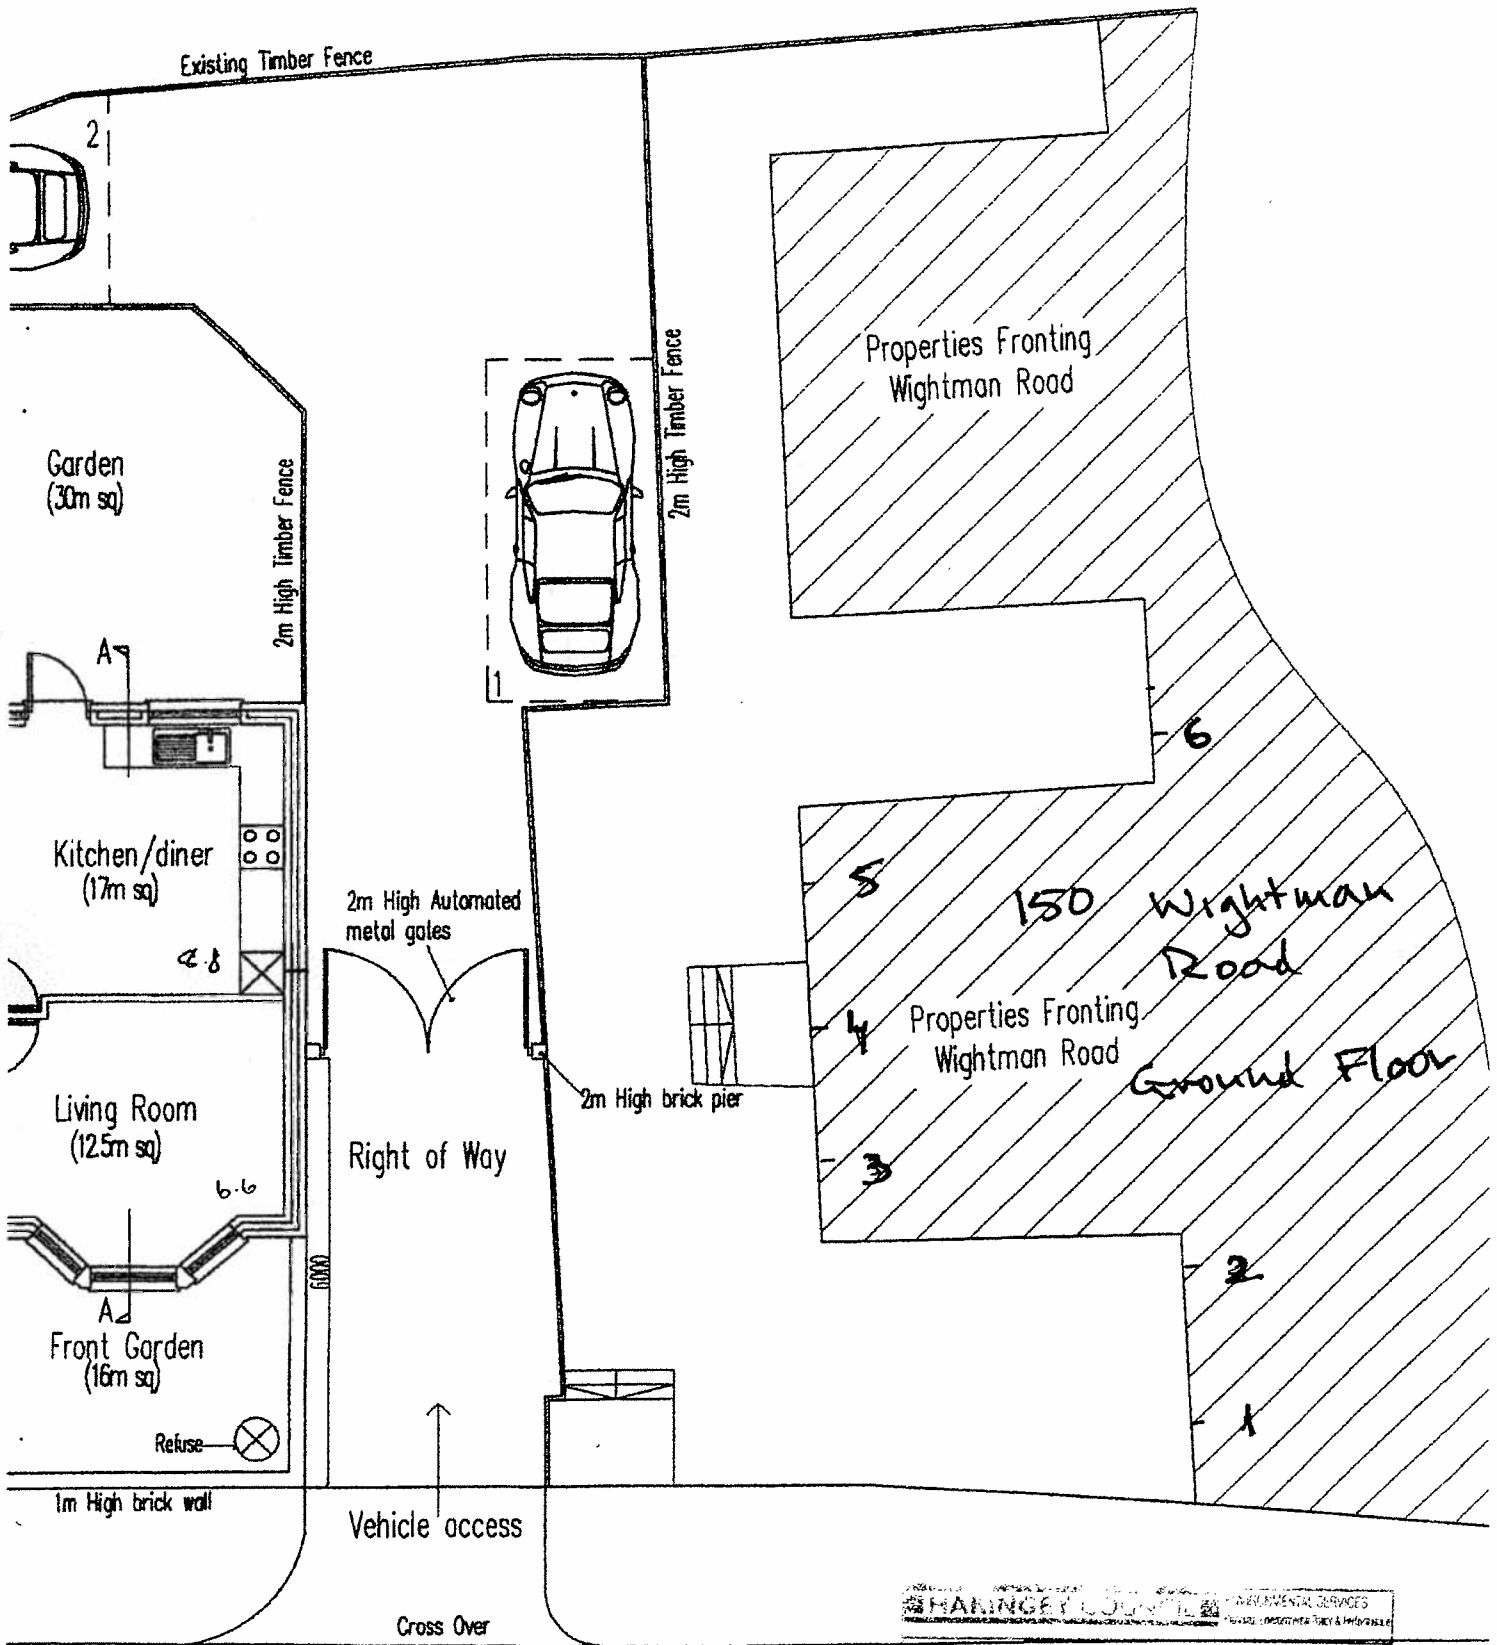 Existing Timber Fence
2
Properties Fronting
Wightman Road
2m High Timber Fence
Garden
(30m sq)
2m High Timber Fence
A
1
6
Kitchen/diner
(17m sq)
5
150 Wightman
Road
2m High Automated
metal gates
4
Properties Fronting
Wightman Road
Ground Floor
2m High brick pier
Living Room
(12.5m sq)
Right of Way
3
6.6
6000
2
A
Front Garden
(16m sq)
1
Refuse
1m High brick wall
Vehicle access
HARINGEY COUNCIL
Cross Over